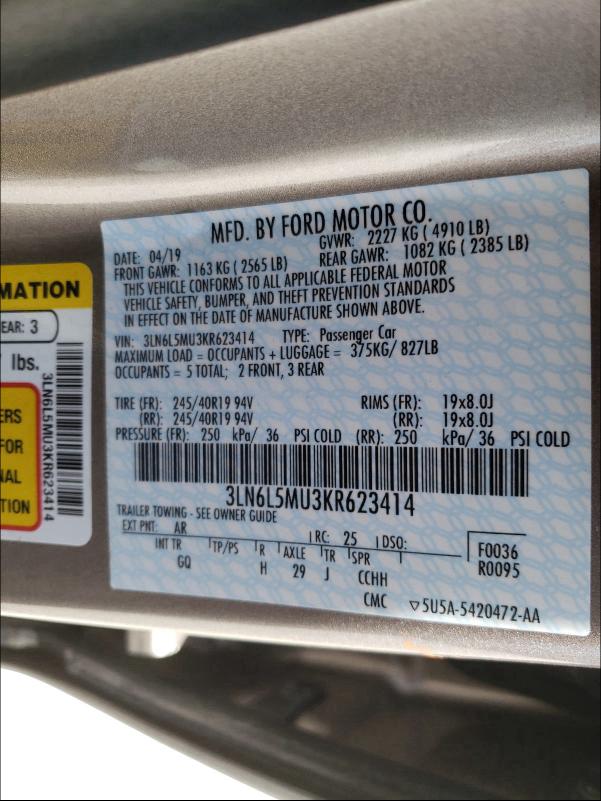 MFD. BY FORD MOTOR CO.
DATE: 04/19
GVWR: 2227 KG ( 4910 LB)
FRONT GAWR: 1163 KG ( 2565 LB)
REAR GAWR: 1082 KG ( 2385 LB)
THIS VEHICLE CONFORMS TO ALL APPLICABLE FEDERAL MOTOR
VEHICLE SAFETY, BUMPER, AND THEFT PREVENTION STANDARDS
IN EFFECT ON THE DATE OF MANUFACTURE SHOWN ABOVE.
VIN: 3LN6L5MU3KR623414 TYPE: Passenger Car
MAXIMUM LOAD = OCCUPANTS + LUGGAGE = 375KG/ 827LB
OCCUPANTS = 5 TOTAL; 2 FRONT, 3 REAR
TIRE (FR): 245/40R19 94V RIMS (FR): 19x8.0J
(RR): 245/40R19 94V (RR): 19x8.0J
PRESSURE (FR): 250 kPa/ 36 PSI COLD (RR): 250 kPa/ 36 PSI COLD
3LN6L5MU3KR623414
TRAILER TOWING - SEE OWNER GUIDE
EXT PNT: AR RC: 25 DSO:
INT TR TP/PS R AXLE TR SPR
GQ H 29 J CCHH
F0036
R0095
CMC ▽5U5A-5420472-AA
MATION
EAR: 3
lbs.
ERS
FOR
NAL
TION
3LN6L5MU3KR623414